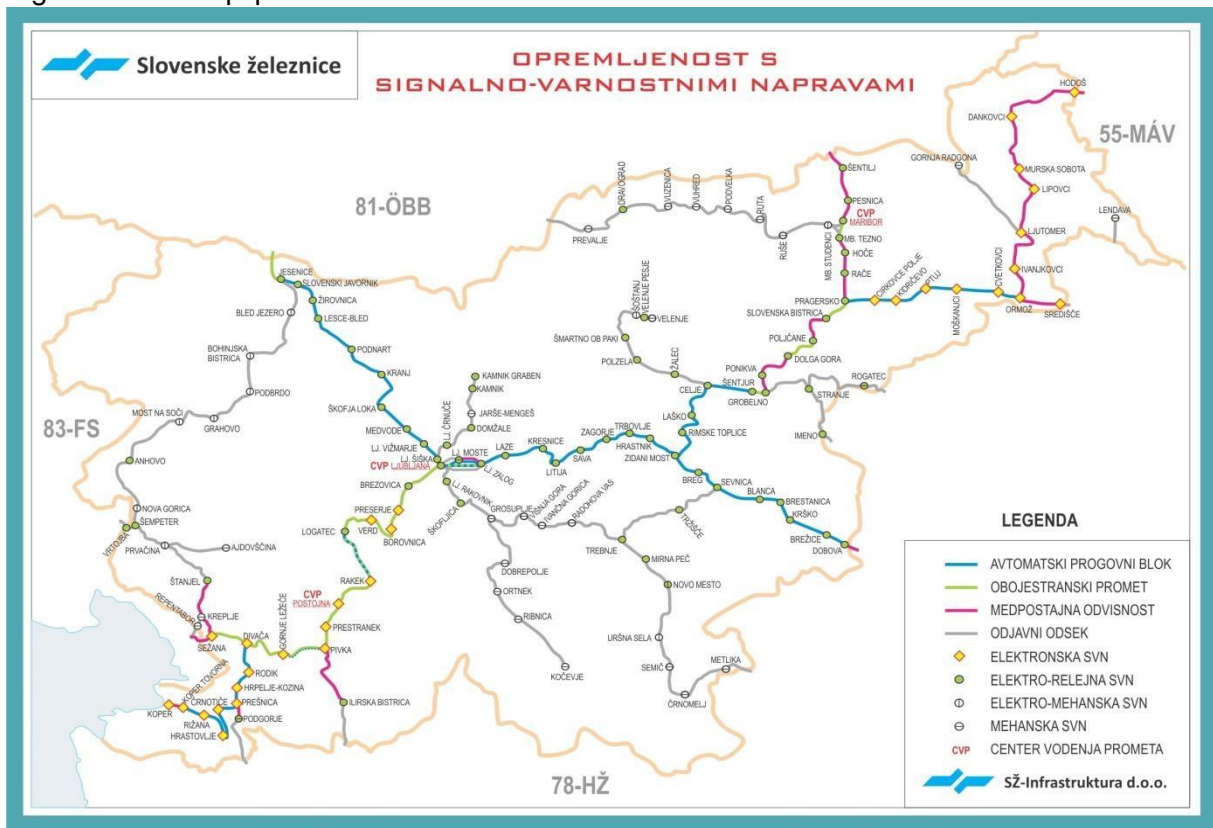 Slovenske železnice
OPREMLJENOST S
SIGNALNO-VARNOSTNIMI NAPRAVAMI
HODOŠ
DANKOVCI
55-MÁV
GORNJA RADGONA
MURSKA SOBOTA
LIPOVCI
LENDAVA
LJUTOMER
IVANJKOVCI
CVETKOVCI
ORMOŽ
SREDIŠČE
MOŠKANJCI
PTUJ
KIDRIČEVO
CIRKOVCE POLJE
81-ÖBB
ŠENTILJ
PESNICA
CVP
MARIBOR
MB. TEZNO
MB. STUDENCI
HOČE
RAČE
PRAGERSKO
DRAVOGRAD
VUZENICA
VUHRED
PODVELKA
RUTA
RUŠE
PREVALJE
SLOVENSKA BISTRICA
POLJČANE
DOLGA GORA
PONIKVA
ROGATEC
STRANJE
IMENO
GROBELNO
ŠENTJUR
CELJE
ŠOŠTANJ
VELENJE PESJE
VELENJE
ŠMARTNO OB PAKI
POLZELA
ŽALEC
LAŠKO
RIMSKE TOPLICE
ZIDANI MOST
JESENICE
SLOVENSKI JAVORNIK
ŽIROVNICA
LESCE-BLED
BLED JEZERO
BOHINJSKA
BISTRICA
PODBRDO
GRAHOVO
MOST NA SOČI
83-FS
ANHOVO
NOVA GORICA
ŠEMPETER
VRTOJBA
PRVAČINA
AJDOVŠČINA
ŠTANJEL
REPENTABOR
KREPLJE
SEŽANA
PODNART
KRANJ
ŠKOFJA LOKA
MEDVODE
LJ. VIŽMARJE
LJ. ŠIŠKA
CVP LJUBLJANA
LJ. ČRNUČE
KAMNIK GRABEN
KAMNIK
JARŠE-MENGEŠ
DOMŽALE
LJ. MOSTE
LJ. ZALOG
LAZE
KRESNICE
LITIJA
SAVA
ZAGORJE
TRBOVLJE
HRASTNIK
BREG
SEVNICA
BLANCA
BRESTANICA
KRŠKO
BREŽICE
DOBOVA
LJ. RAKOVNIK
ŠKOFLJICA
GROSUPLJE
VIŠNJA GORA
IVANČNA GORICA
RADOHOVA VAS
TREBNJE
TRŽIŠČE
MIRNA PEČ
NOVO MESTO
URŠNA SELA
SEMIČ
METLIKA
ČRNOMELJ
DOBREPOLJE
ORTNEK
RIBNICA
KOČEVJE
BREZOVICA
PRESERJE
VERD
BOROVNICA
LOGATEC
RAKEK
CVP
POSTOJNA
PRESTRANEK
PIVKA
GORNJE LEŽEČE
DIVAČA
ILIRSKA BISTRICA
RODIK
HRPELJE-KOZINA
PREŠNICA
PODGORJE
KOPER TOVORNA
ČRNOTIČE
KOPER
RIŽANA
HRASTOVLJE
78-HŽ
LEGENDA
AVTOMATSKI PROGOVNI BLOK
OBOJESTRANSKI PROMET
MEDPOSTAJNA ODVISNOST
ODJAVNI ODSEK
ELEKTRONSKA SVN
ELEKTRO-RELEJNA SVN
ELEKTRO-MEHANSKA SVN
MEHANSKA SVN
CVP CENTER VODENJA PROMETA
SŽ-Infrastruktura d.o.o.